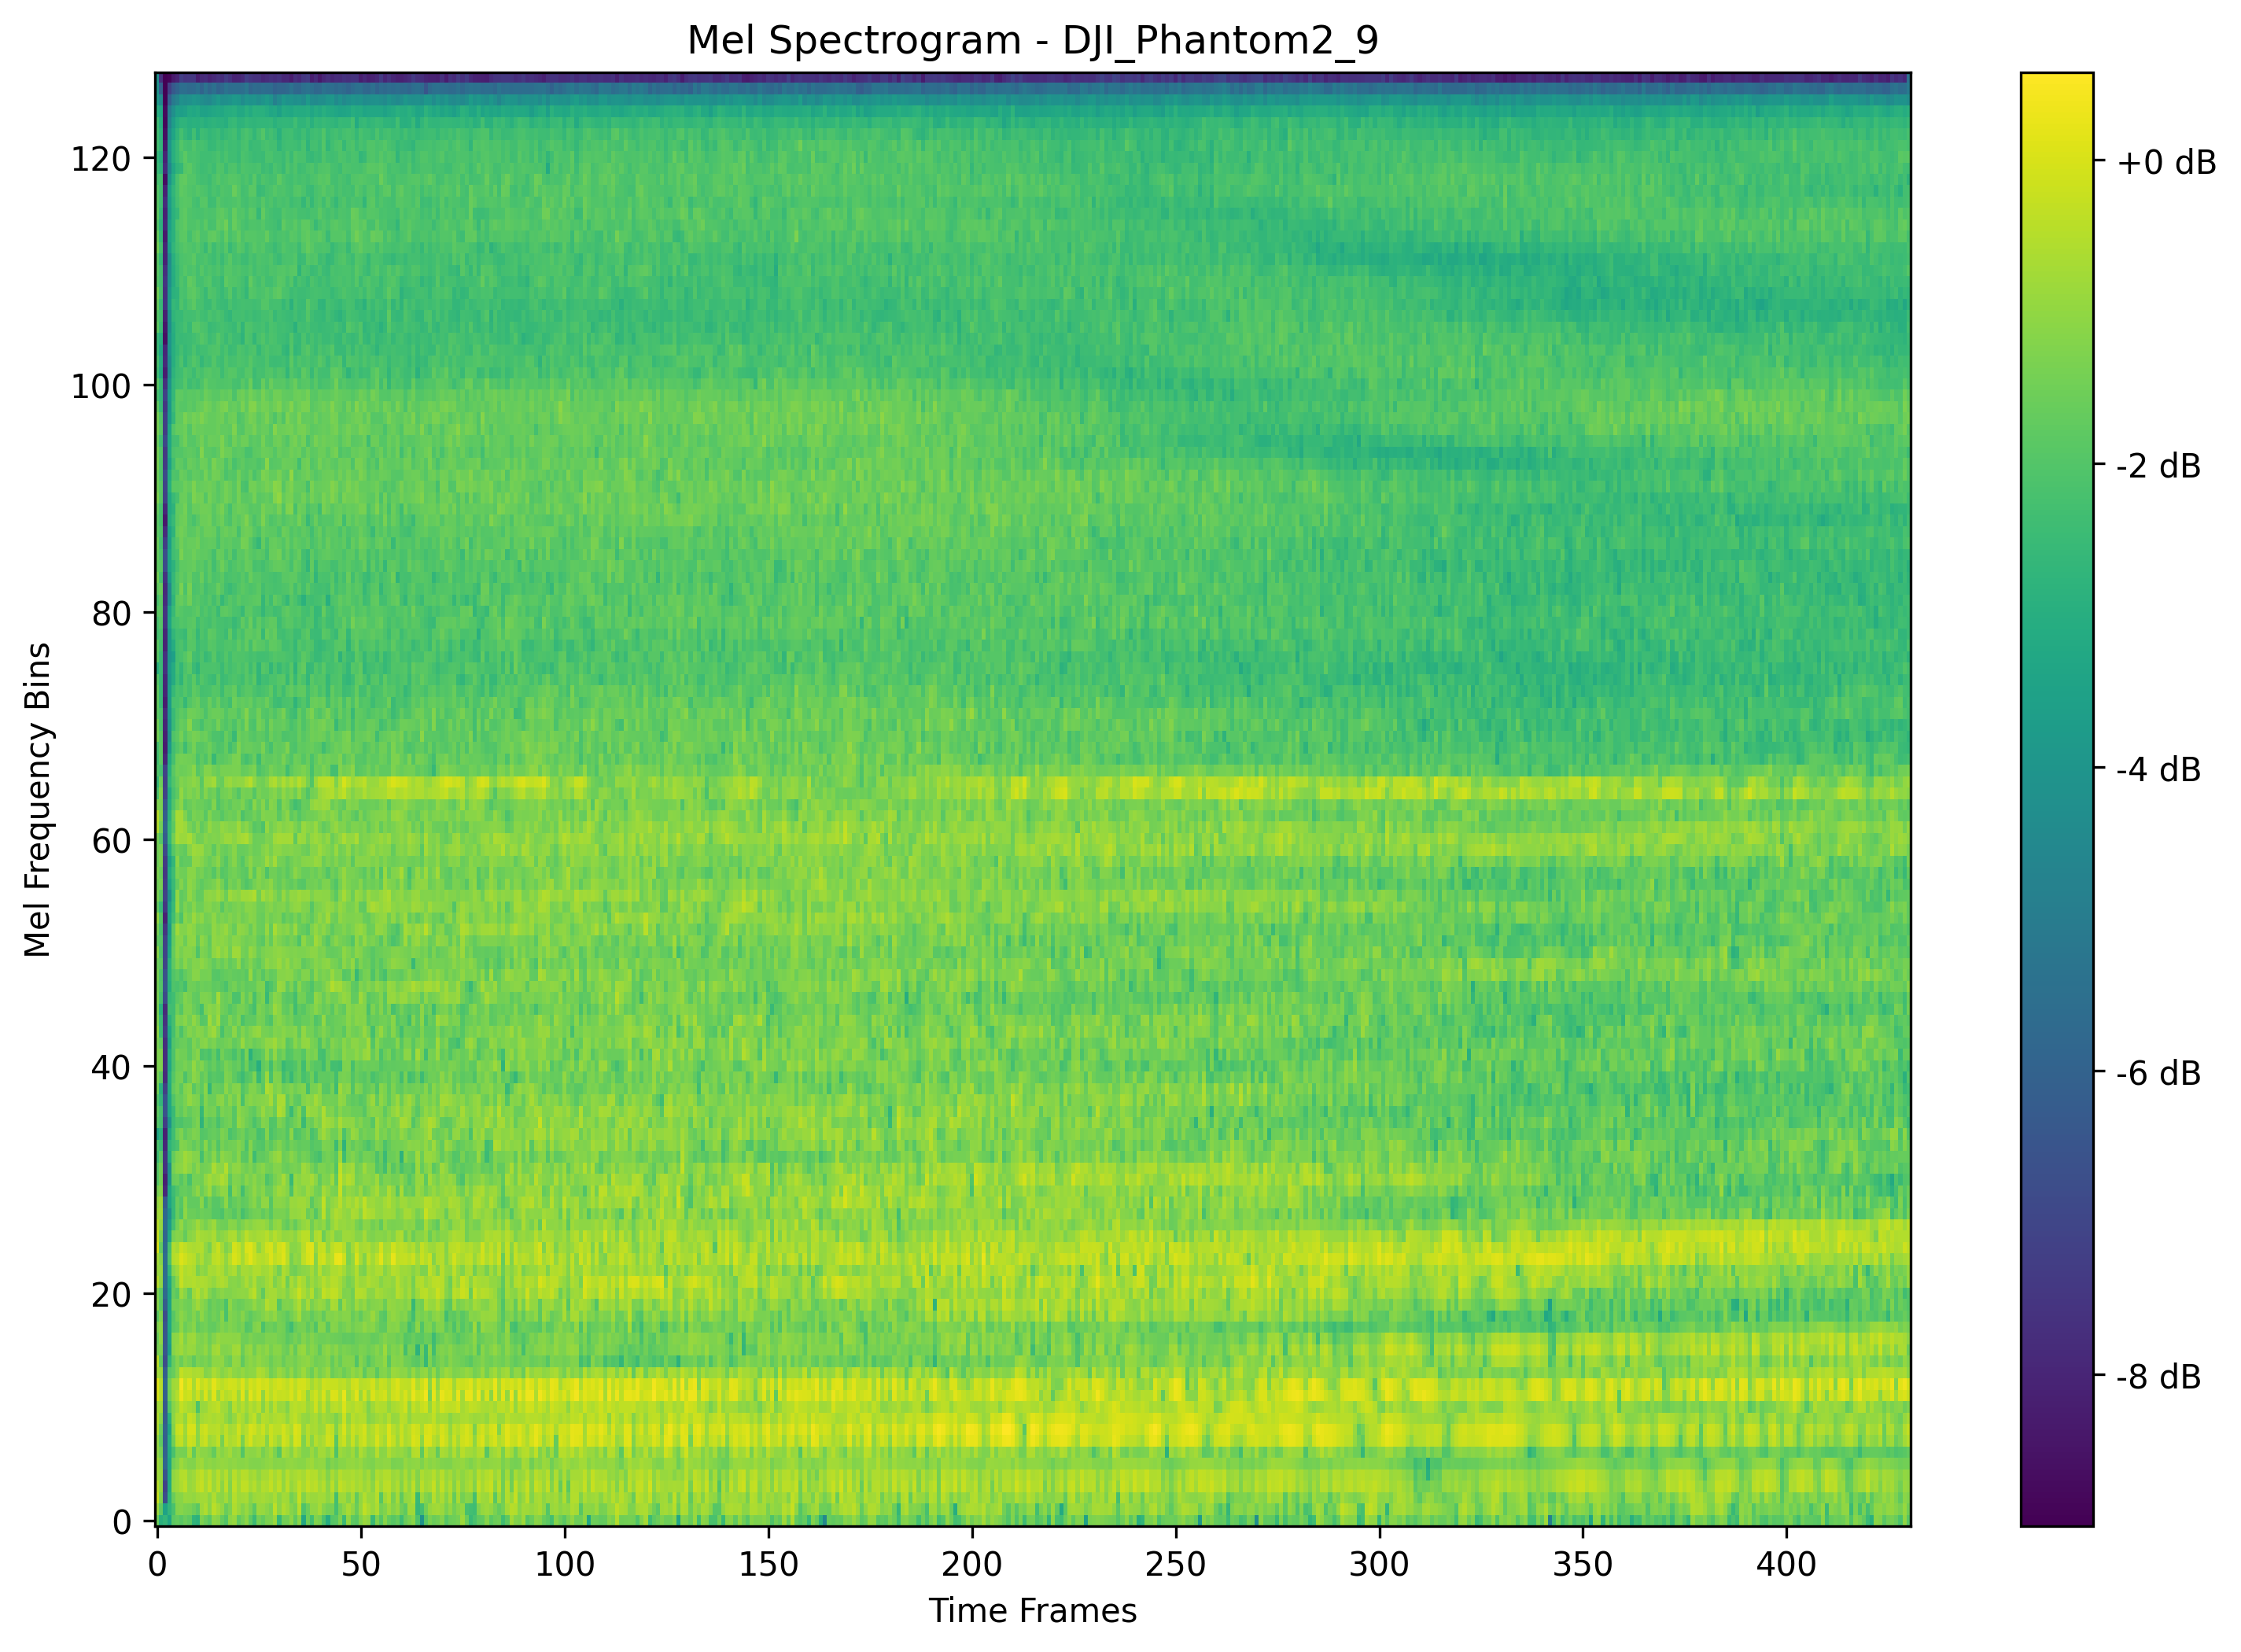 Mel Spectrogram - DJI_Phantom2_9
Mel Frequency Bins
120
100
80
60
40
20
0
0 50 100 150 200 250 300 350 400
Time Frames
+0 dB
-2 dB
-4 dB
-6 dB
-8 dB